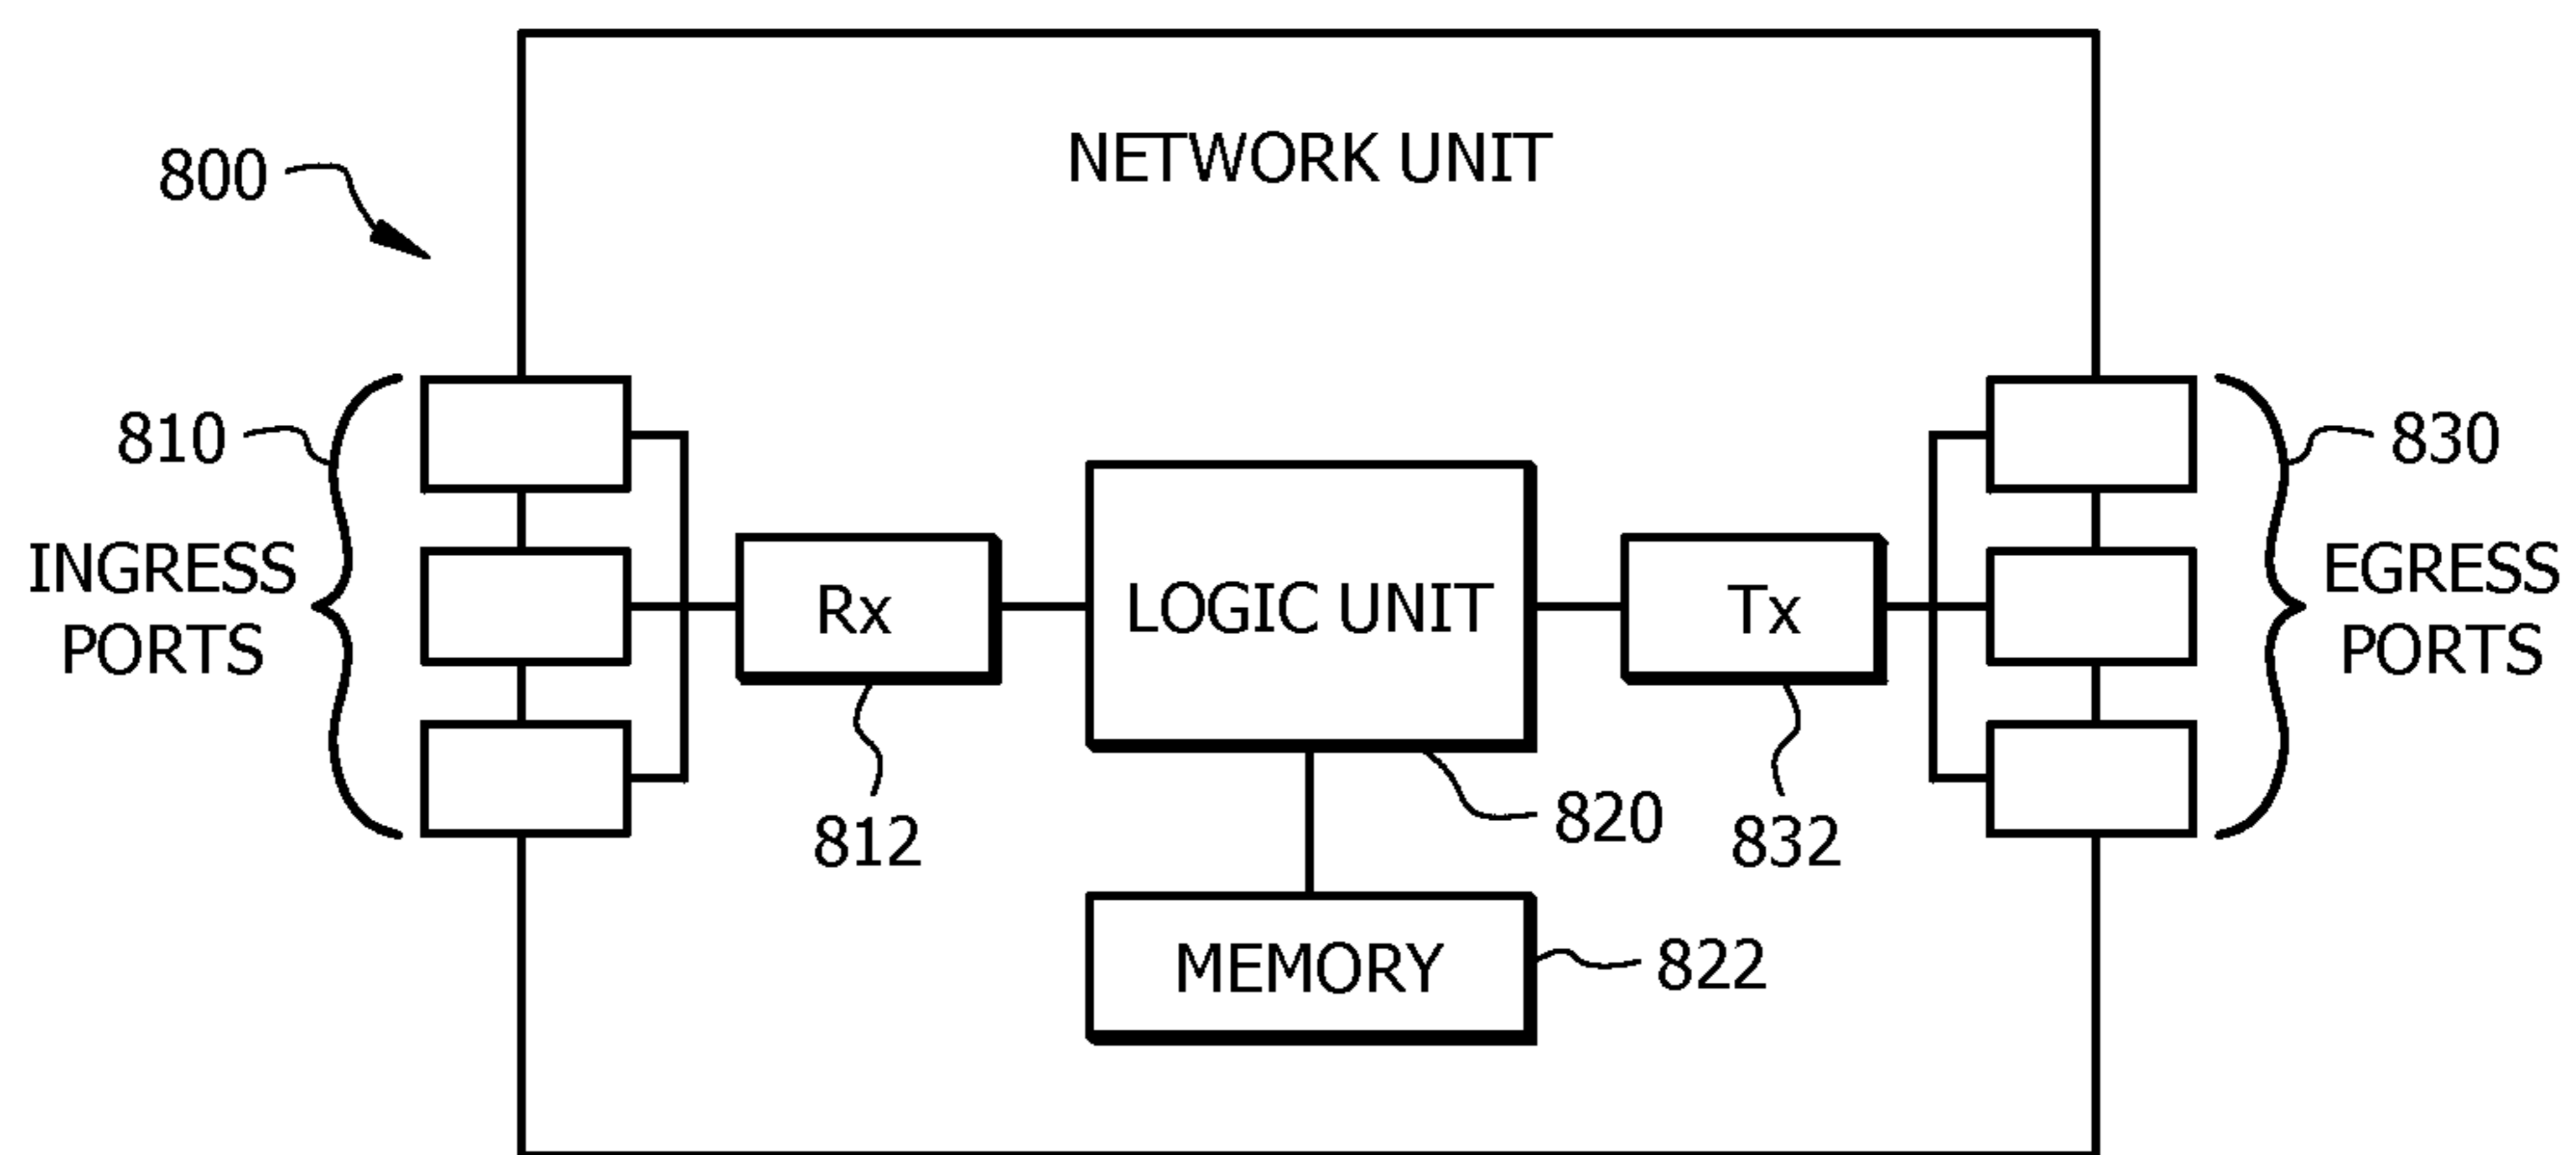 NETWORK UNIT
800
810
830
INGRESS
PORTS
Rx
LOGIC UNIT
Tx
EGRESS
PORTS
812
820
832
MEMORY
822